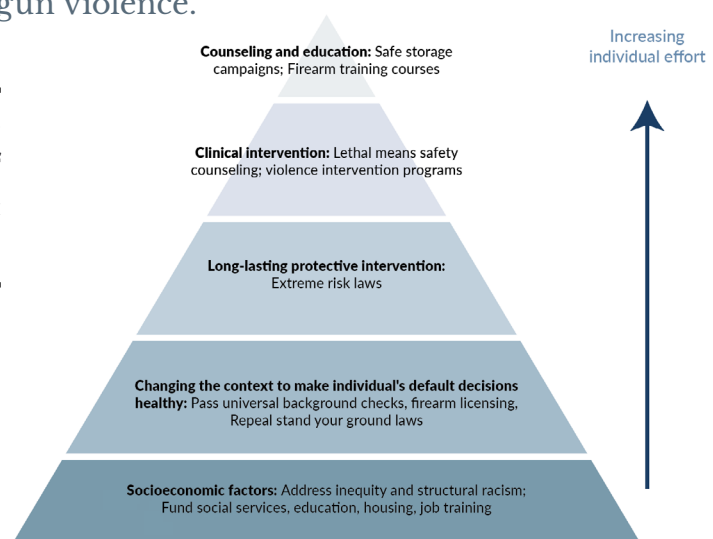 gun violence.
Increasing
individual effort
Counseling and education: Safe storage
campaigns; Firearm training courses
Clinical intervention: Lethal means safety
counseling; violence intervention programs
Long-lasting protective intervention:
Extreme risk laws
Changing the context to make individual's default decisions
healthy: Pass universal background checks, firearm licensing,
Repeal stand your ground laws
Socioeconomic factors: Address inequity and structural racism;
Fund social services, education, housing, job training